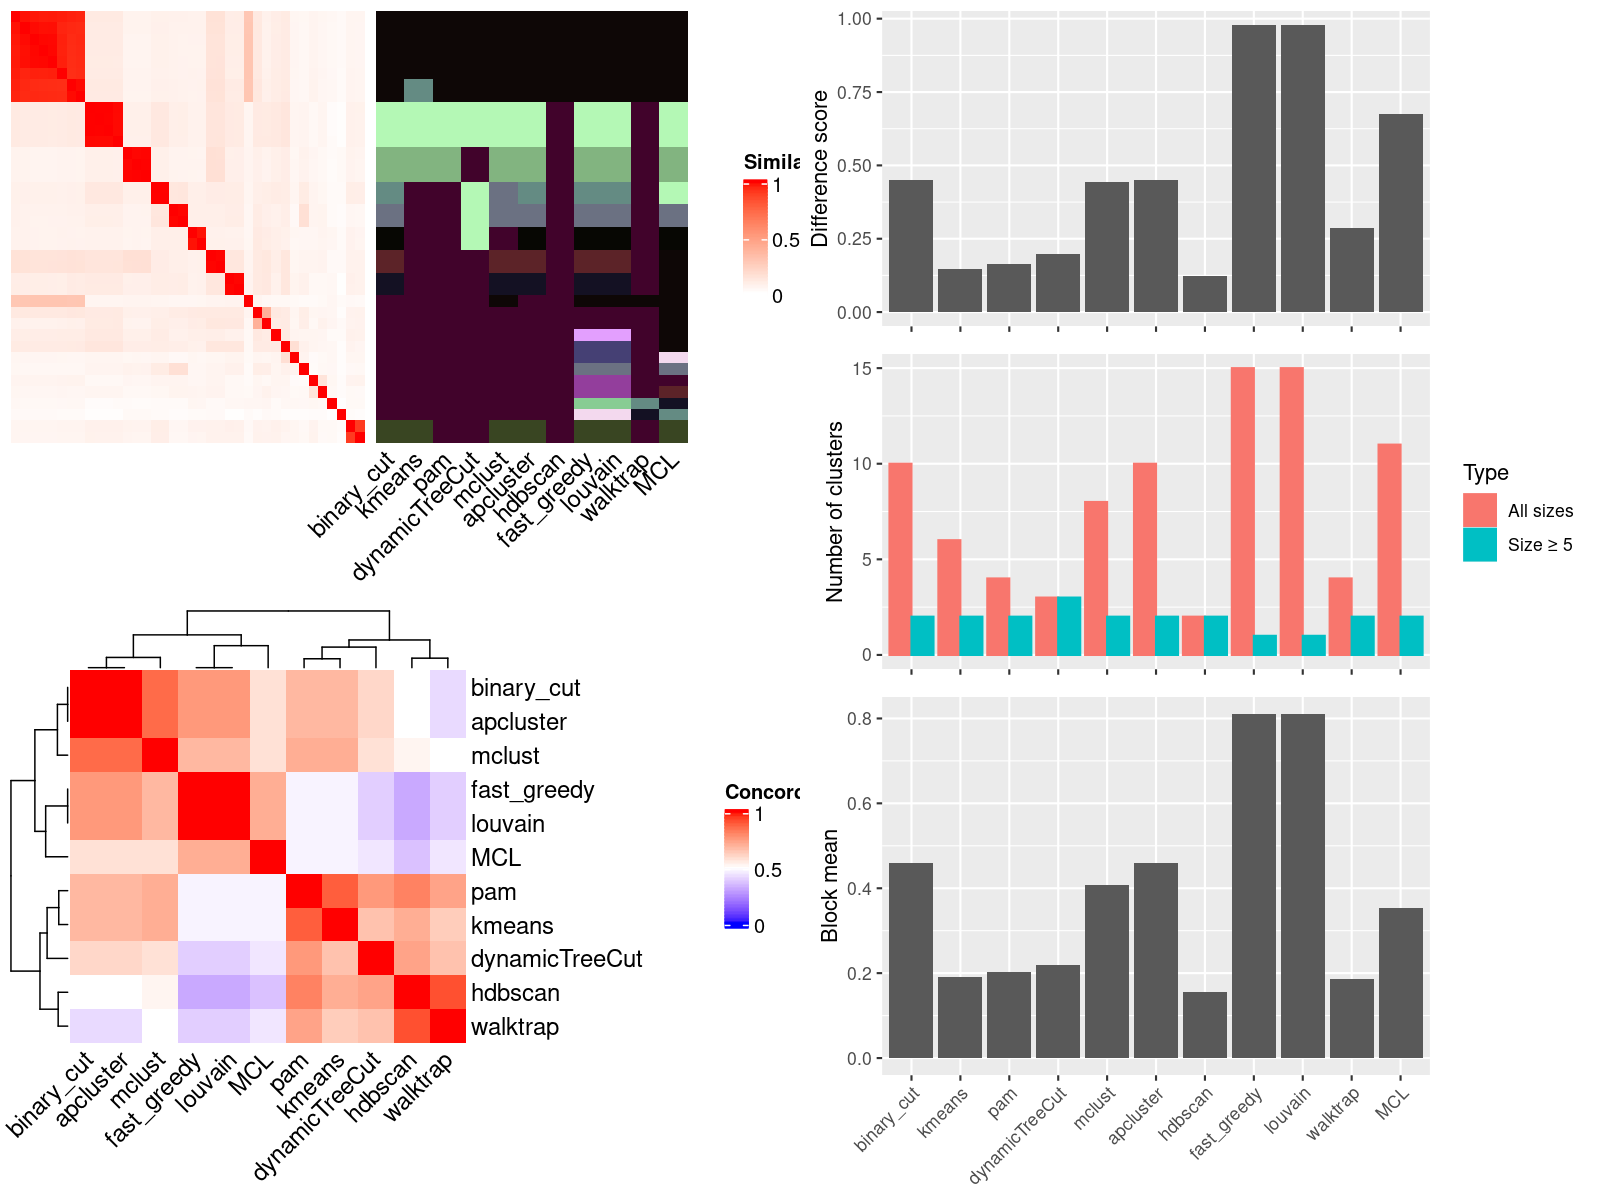 Simila
1
0.5
0
binary_cut
kmeans
pam
dynamicTreeCut
mclust
apcluster
hdbscan
fast_greedy
louvain
walktrap
MCL
Difference score
1.00
0.75
0.50
0.25
0.00
Number of clusters
15
10
5
0
Type
All sizes
Size ≥ 5
binary_cut
apcluster
mclust
fast_greedy
louvain
MCL
pam
kmeans
dynamicTreeCut
hdbscan
walktrap
binary_cut
apcluster
mclust
fast_greedy
louvain
MCL
pam
kmeans
dynamicTreeCut
hdbscan
walktrap
Concord
1
0.5
0
Block mean
0.8
0.6
0.4
0.2
0.0
binary_cut
kmeans
pam
dynamicTreeCut
mclust
apcluster
hdbscan
fast_greedy
louvain
walktrap
MCL